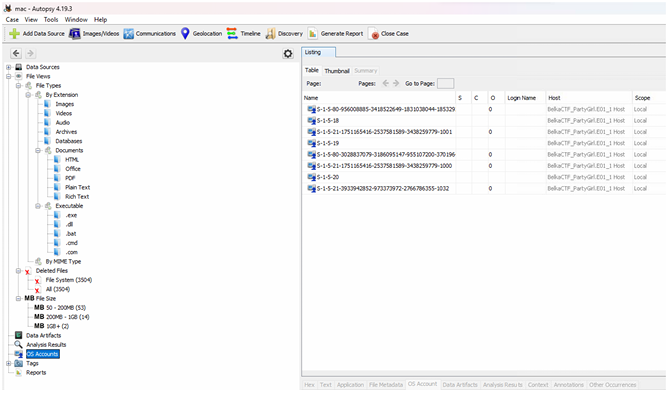 mac - Autopsy 4.19.3
Case View Tools Window Help
Add Data Source Images/Videos Communications Geolocation Timeline Discovery Generate Report Close Case
Data Sources
File Views
File Types
By Extension
Images
Videos
Audio
Archives
Databases
Documents
HTML
Office
PDF
Plain Text
Rich Text
Executable
.exe
.dll
.bat
.cmd
.com
By MIME Type
Deleted Files
File System (3504)
All (3504)
MB File Size
MB 50 - 200MB (53)
MB 200MB - 1GB (14)
MB 1GB+ (2)
Data Artifacts
Analysis Results
OS Accounts
Tags
Reports
Listing
Table Thumbnail Summary
Page: Pages: Go to Page:
Name S C O Login Name Host Scope
S-1-5-80-956008885-3418522649-1831038044-185329 0 BelkaCTF_PartyGirl.E01_1 Host Local
S-1-5-18 BelkaCTF_PartyGirl.E01_1 Host Local
S-1-5-21-1751165416-2537581589-3438259779-1001 0 BelkaCTF_PartyGirl.E01_1 Host Local
S-1-5-19 BelkaCTF_PartyGirl.E01_1 Host Local
S-1-5-80-3028837079-3186095147-955107200-370196 0 BelkaCTF_PartyGirl.E01_1 Host Local
S-1-5-21-1751165416-2537581589-3438259779-1000 0 BelkaCTF_PartyGirl.E01_1 Host Local
S-1-5-20 BelkaCTF_PartyGirl.E01_1 Host Local
S-1-5-21-3933942852-973373972-2766786355-1032 0 BelkaCTF_PartyGirl.E01_1 Host Local
Hex Text Application File Metadata OS Account Data Artifacts Analysis Results Context Annotations Other Occurrences